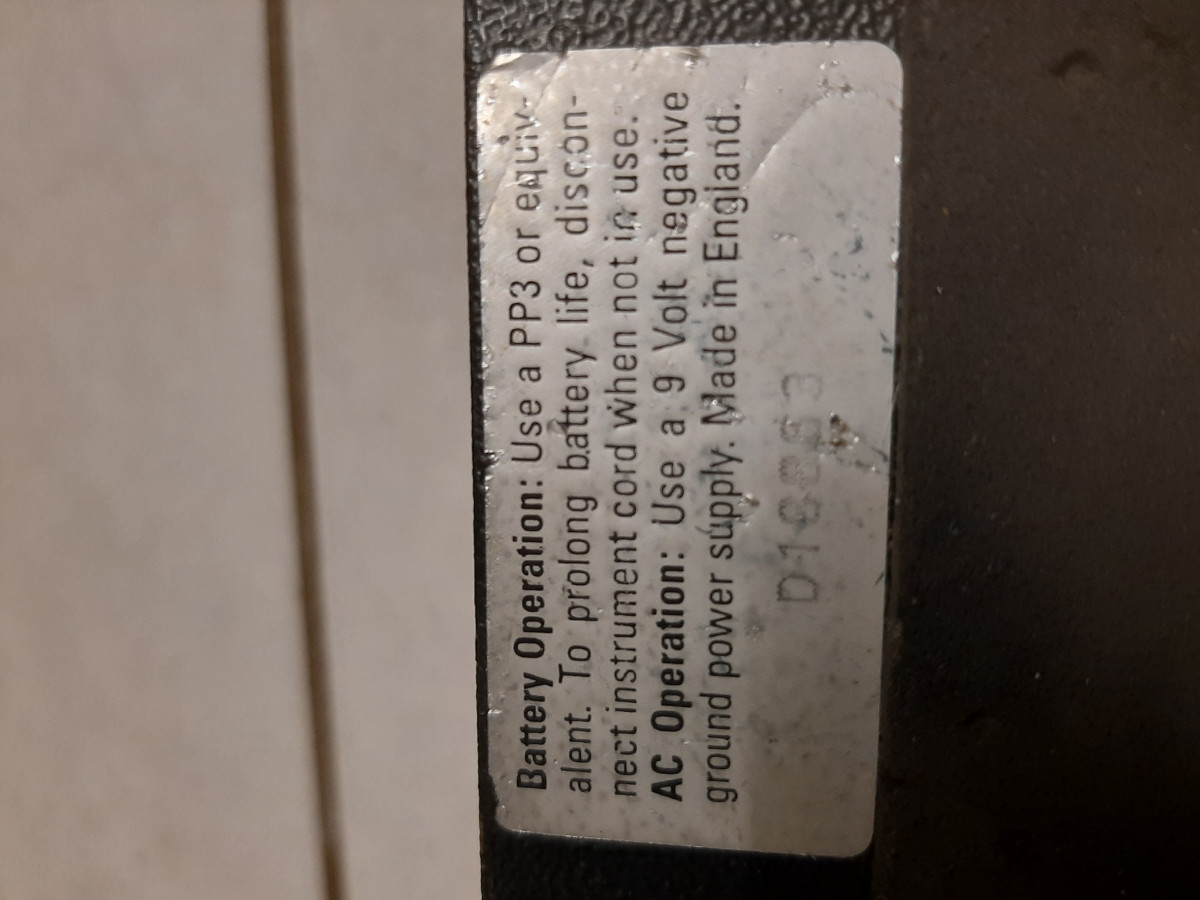 Battery Operation: Use a PP3 or equiv-
alent. To prolong battery life, discon-
nect instrument cord when not in use.
AC Operation: Use a 9 Volt negative
ground power supply. Made in England.